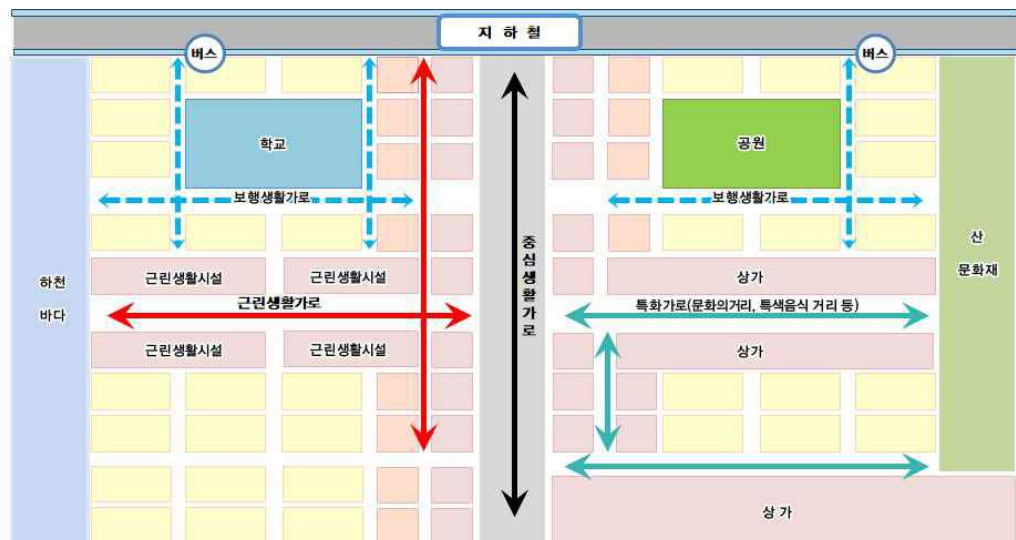 지 하 철
버스
버스
학교
공원
보행생활가로
보행생활가로
중심생활가로
산
문화재
하천
바다
근린생활시설
근린생활시설
상가
근린생활가로
특화가로(문화의거리, 특색음식 거리 등)
근린생활시설
근린생활시설
상가
상 가